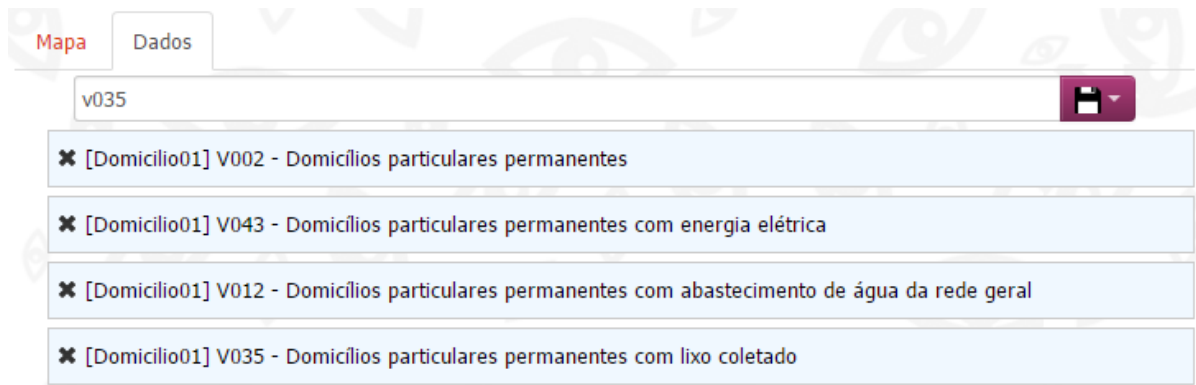 Mapa Dados
v035
✖ [Domicilio01] V002 - Domicílios particulares permanentes
✖ [Domicilio01] V043 - Domicílios particulares permanentes com energia elétrica
✖ [Domicilio01] V012 - Domicílios particulares permanentes com abastecimento de água da rede geral
✖ [Domicilio01] V035 - Domicílios particulares permanentes com lixo coletado